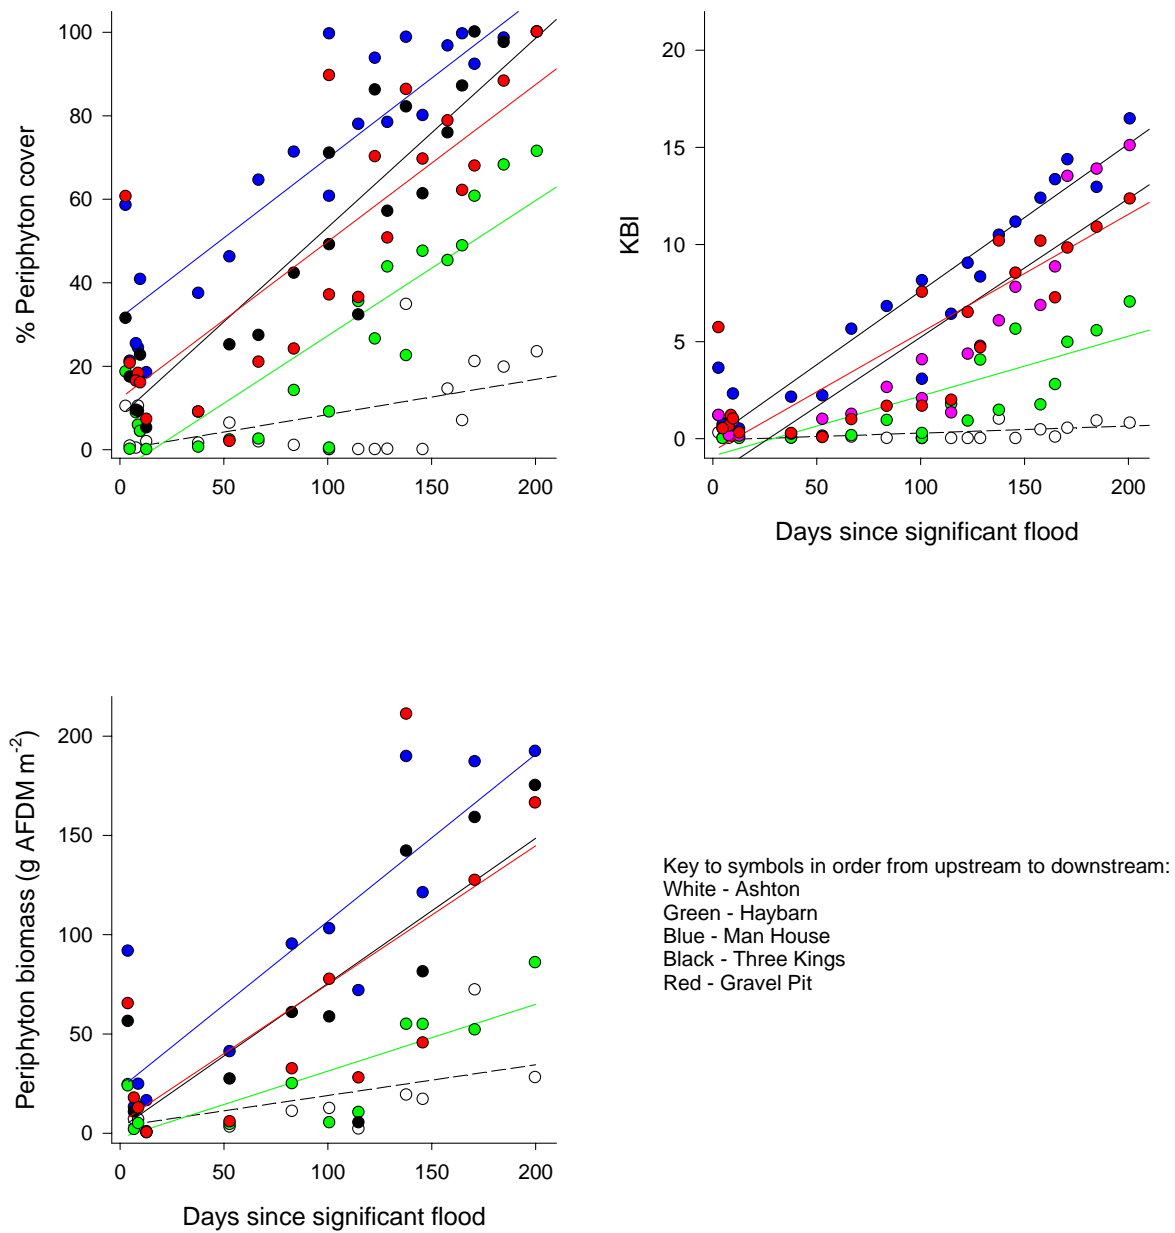 100
80
60
40
20
0
% Periphyton cover
0 50 100 150 200
20
15
10
5
0
KBI
0 50 100 150 200
Days since significant flood
200
150
100
50
0
Periphyton biomass (g AFDM m⁻²)
0 50 100 150 200
Days since significant flood
Key to symbols in order from upstream to downstream:
White - Ashton
Green - Haybarn
Blue - Man House
Black - Three Kings
Red - Gravel Pit